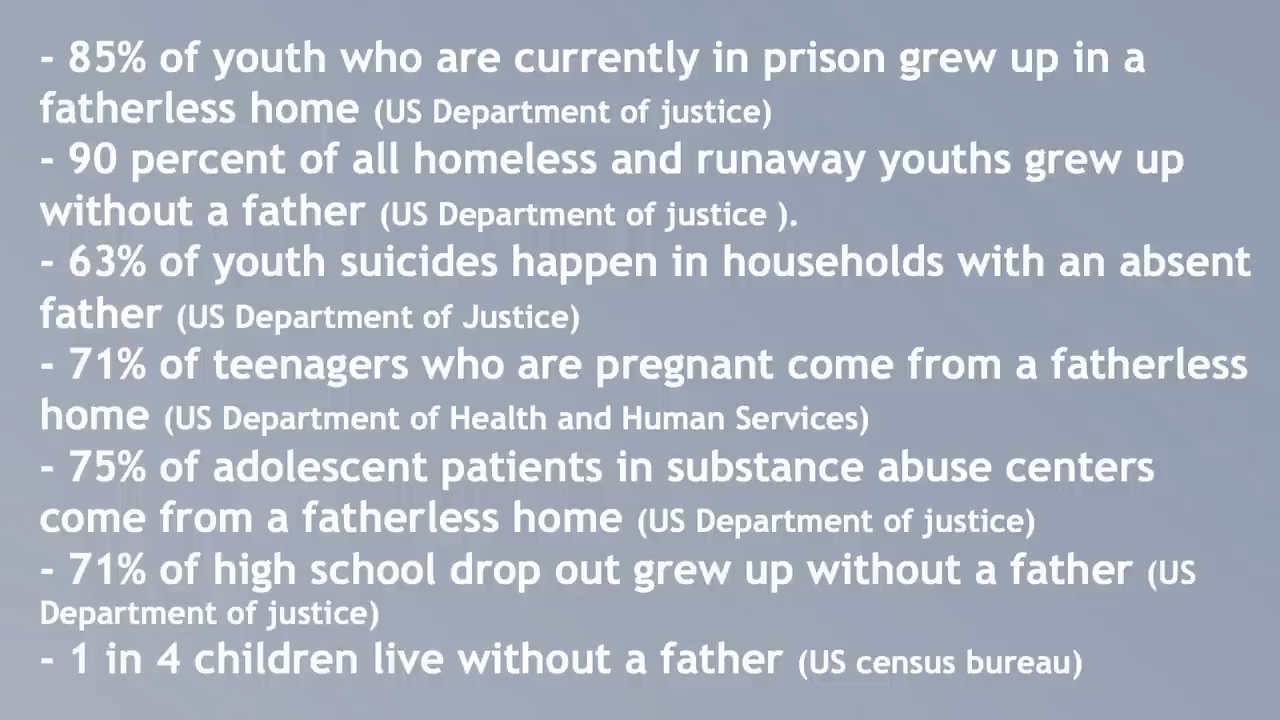 - 85% of youth who are currently in prison grew up in a
fatherless home (US Department of justice)
- 90 percent of all homeless and runaway youths grew up
without a father (US Department of justice ).
- 63% of youth suicides happen in households with an absent
father (US Department of Justice)
- 71% of teenagers who are pregnant come from a fatherless
home (US Department of Health and Human Services)
- 75% of adolescent patients in substance abuse centers
come from a fatherless home (US Department of justice)
- 71% of high school drop out grew up without a father (US
Department of justice)
- 1 in 4 children live without a father (US census bureau)